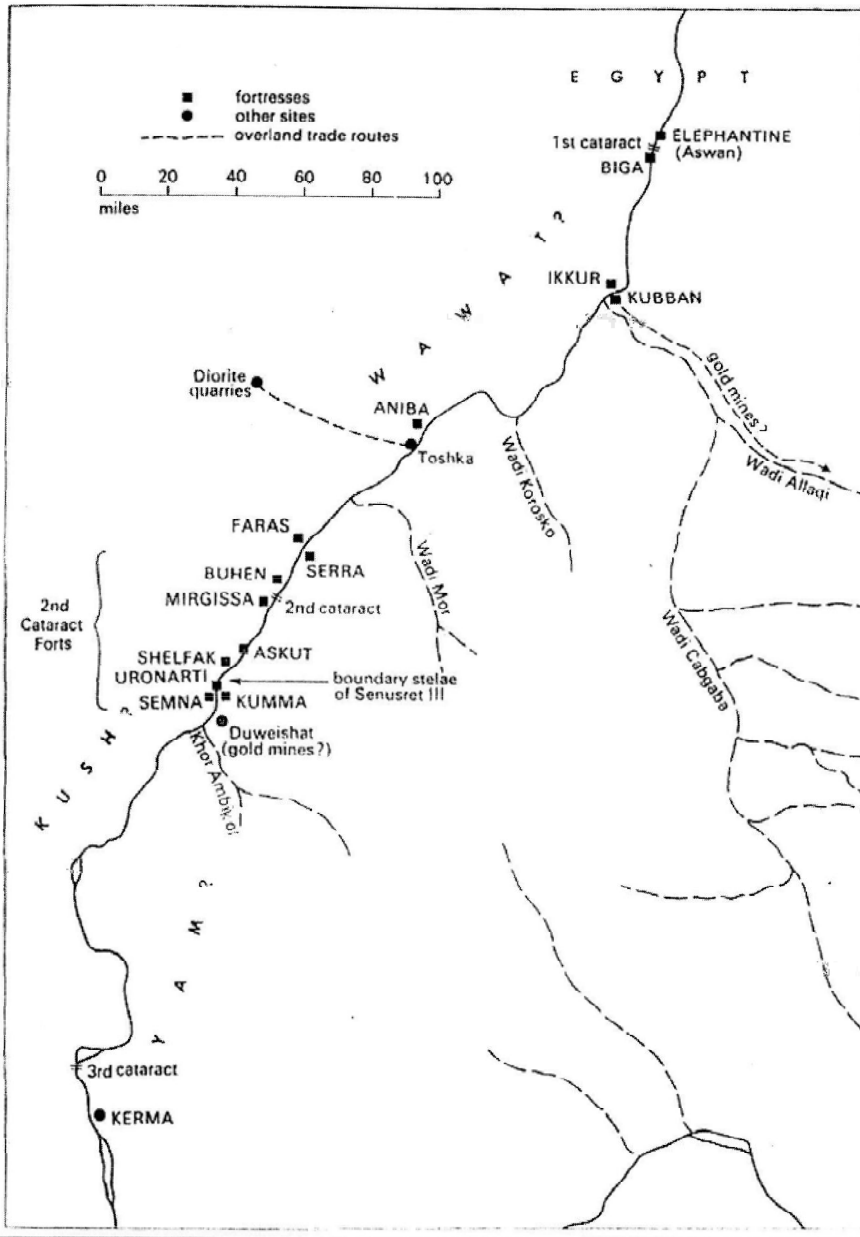 E G Y P T
fortresses
other sites
overland trade routes
0 20 40 60 80 100
miles
1st cataract
ELEPHANTINE
(Aswan)
BIGA
W A W A T ?
IKKUR
KUBBAN
gold mines?
Wadi Allaqi
Diorite
quarries
ANIBA
Toshka
Wadi Korosko
Wadi Mor
Wadi Cabgaba
FARAS
SERRA
BUHEN
MIRGISSA
2nd cataract
2nd
Cataract
Forts
ASKUT
SHELFAK
URONARTI
boundary stelae
of Senusret III
SEMNA
KUMMA
Duweishat
(gold mines?)
Khor Ambikol
K U S H ?
Y A M ?
3rd cataract
KERMA